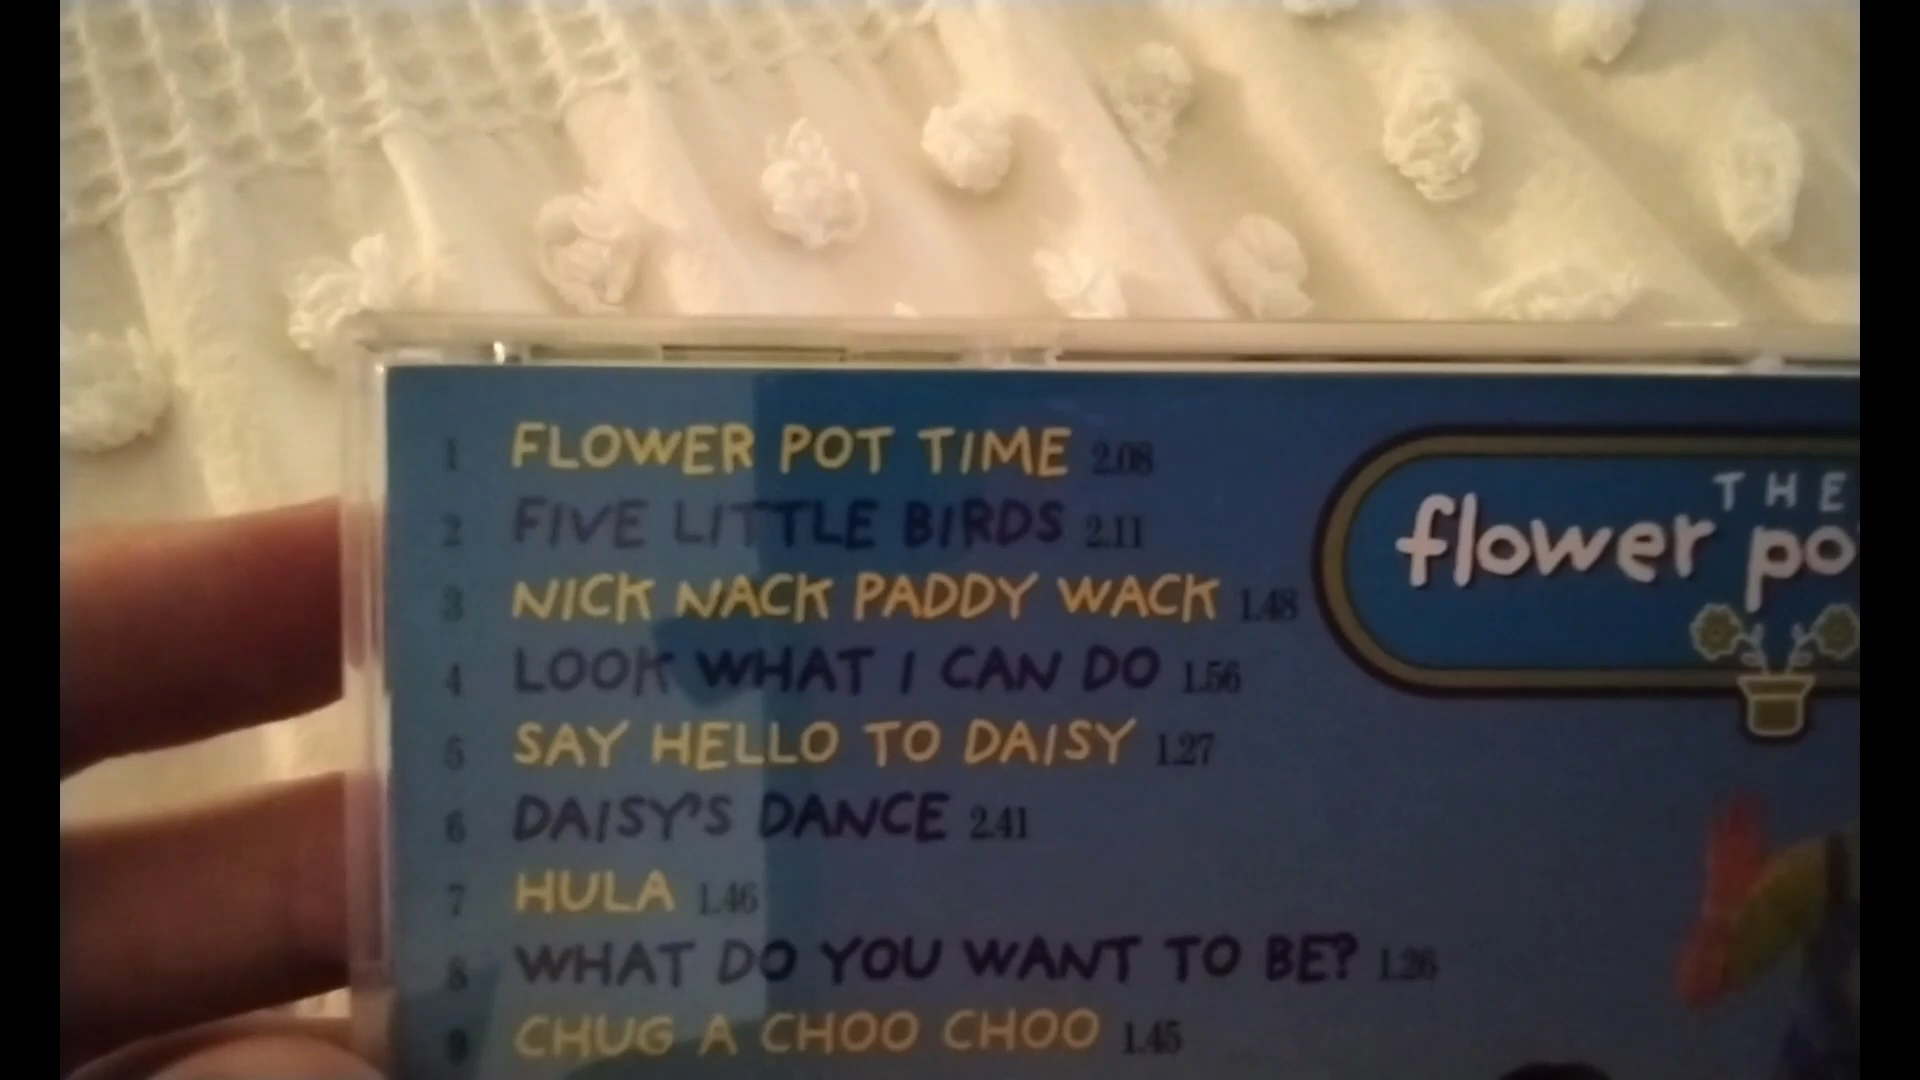 1 FLOWER POT TIME 2.08
2 FIVE LITTLE BIRDS 2.11
3 NICK NACK PADDY WACK 1.48
4 LOOK WHAT I CAN DO 1.56
5 SAY HELLO TO DAISY 1.27
6 DAISY'S DANCE 2.41
7 HULA 1.46
8 WHAT DO YOU WANT TO BE? 1.26
9 CHUG A CHOO CHOO 1.45
THE
flower po